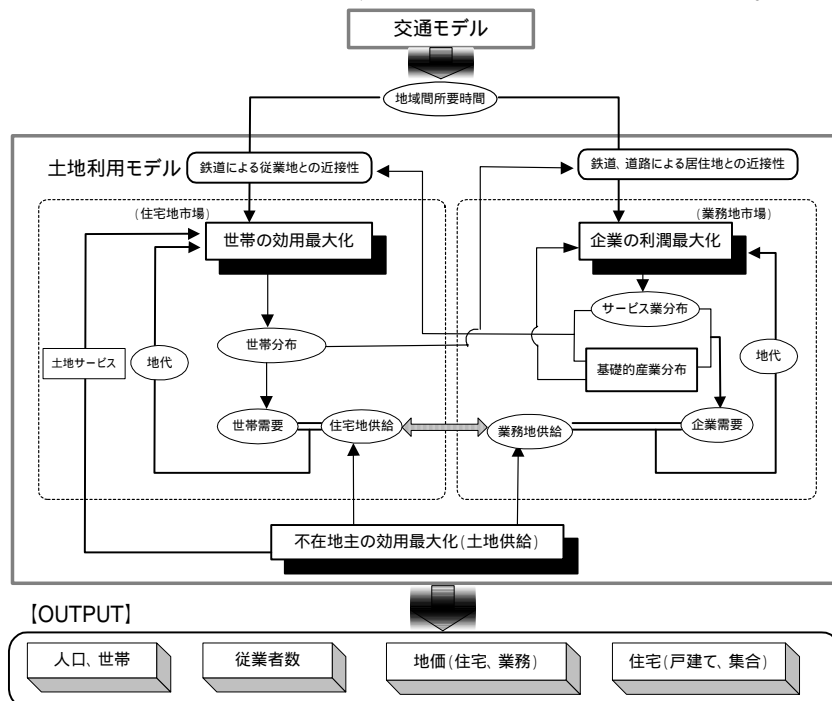 交通モデル
地域間所要時間
土地利用モデル
鉄道による従業地との近接性
鉄道、道路による居住地との近接性
(住宅地市場)
(業務地市場)
世帯の効用最大化
企業の利潤最大化
サービス業分布
世帯分布
土地サービス
地代
基礎的産業分布
地代
世帯需要
住宅地供給
業務地供給
企業需要
不在地主の効用最大化(土地供給)
【OUTPUT】
人口、世帯
従業者数
地価(住宅、業務)
住宅(戸建て、集合)